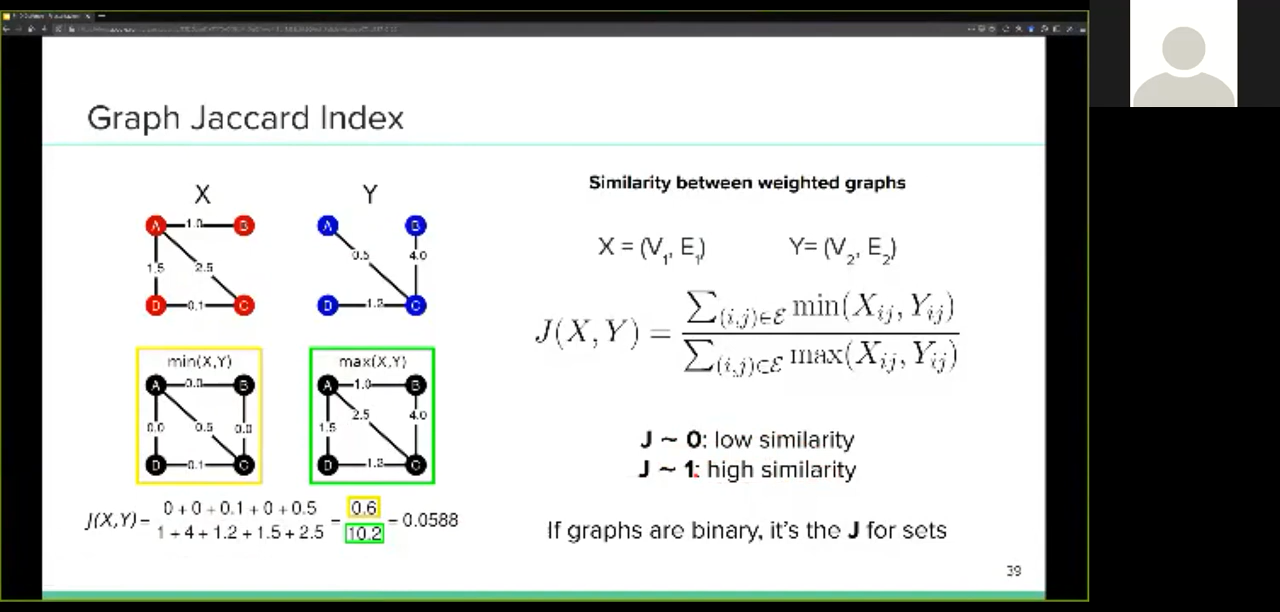 Graph Jaccard Index
X
Y
A 1.0 B
1.5 2.5
D 0.1 C
A B
0.5 4.0
D 1.2 C
min(X,Y)
A 0.0 B
0.0 0.5 0.0
D 0.1 C
max(X,Y)
A 1.0 B
1.5 2.5 4.0
D 1.2 C
J(X,Y) = (0 + 0 + 0.1 + 0 + 0.5) / (1 + 4 + 1.2 + 1.5 + 2.5) = 0.6 / 10.2 = 0.0588
Similarity between weighted graphs
X = (V₁, E₁) Y= (V₂, E₂)
J(X, Y) = ∑(i,j)∈ℰ min(Xij, Yij) / ∑(i,j)⊂ℰ max(Xij, Yij)
J ~ 0: low similarity
J ~ 1: high similarity
If graphs are binary, it's the J for sets
39